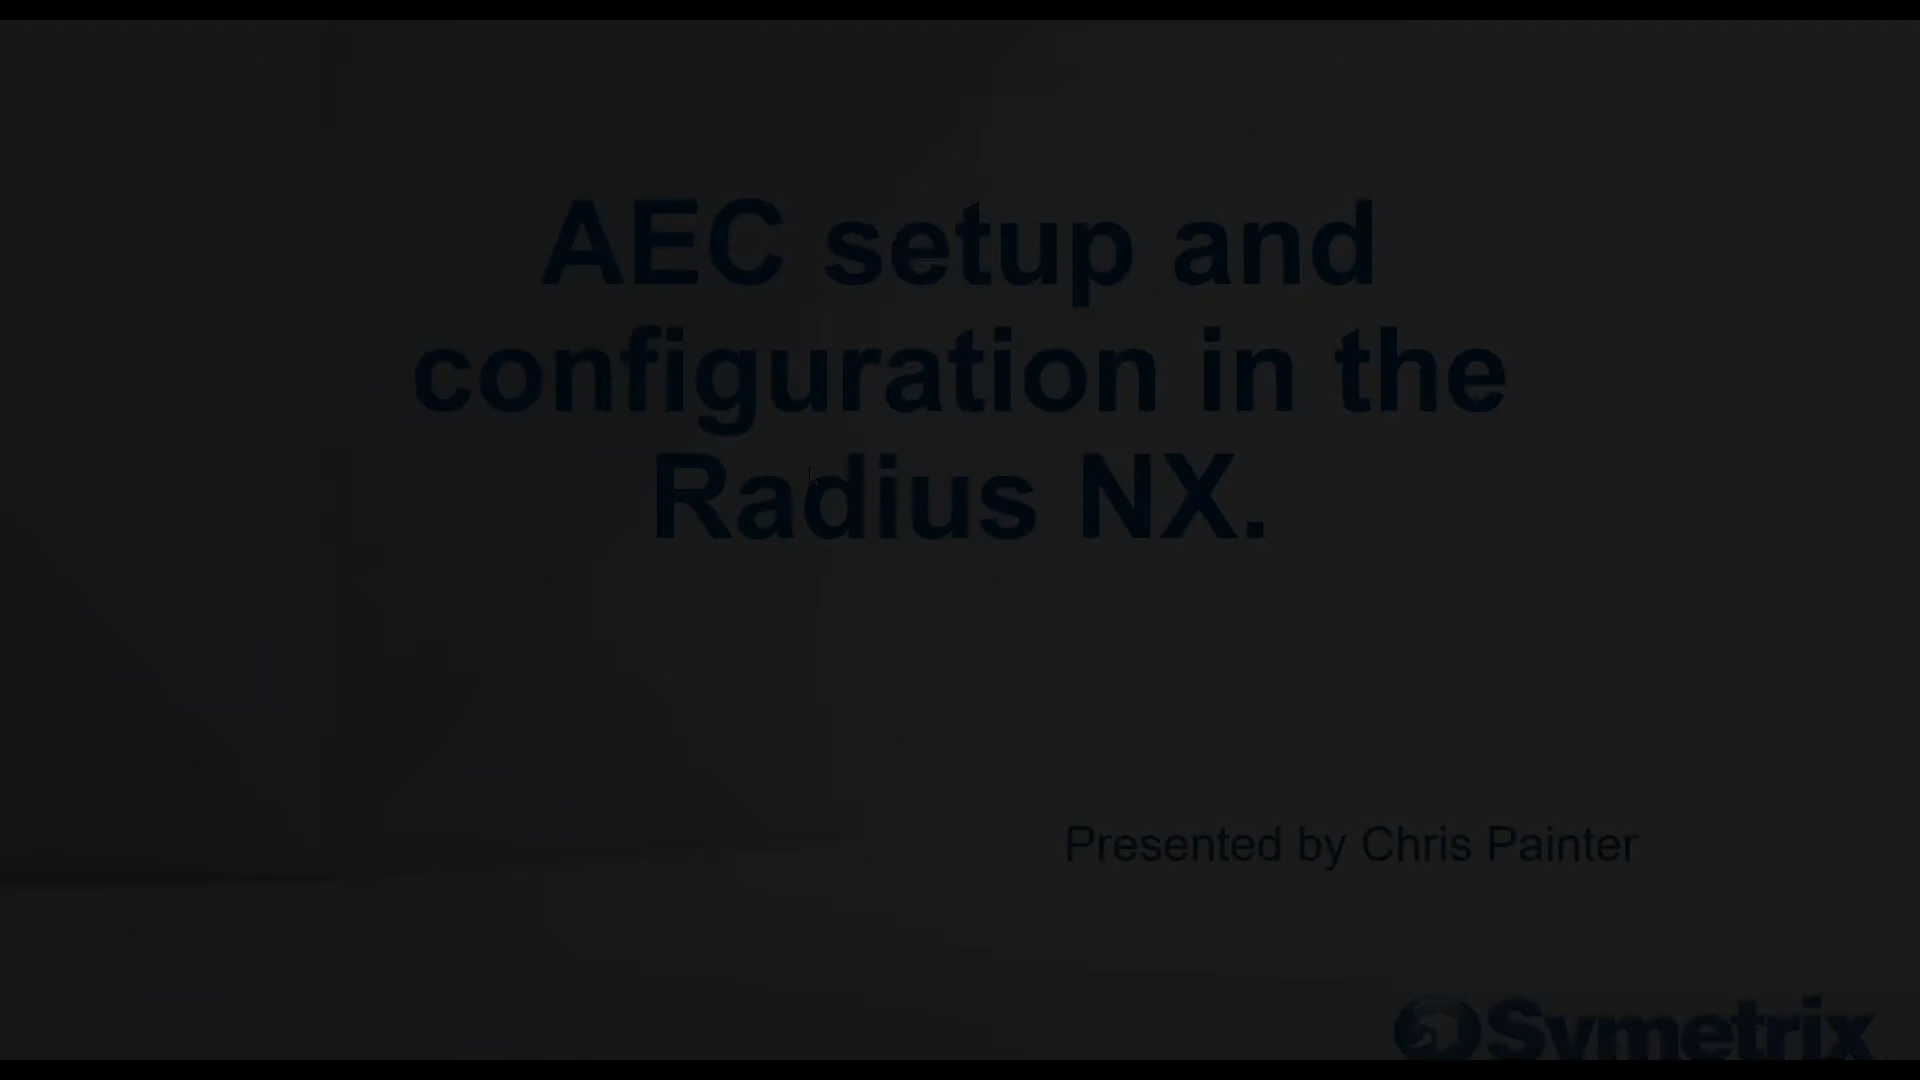 AEC setup and
configuration in the
Radius NX.
Presented by Chris Painter
Symetrix